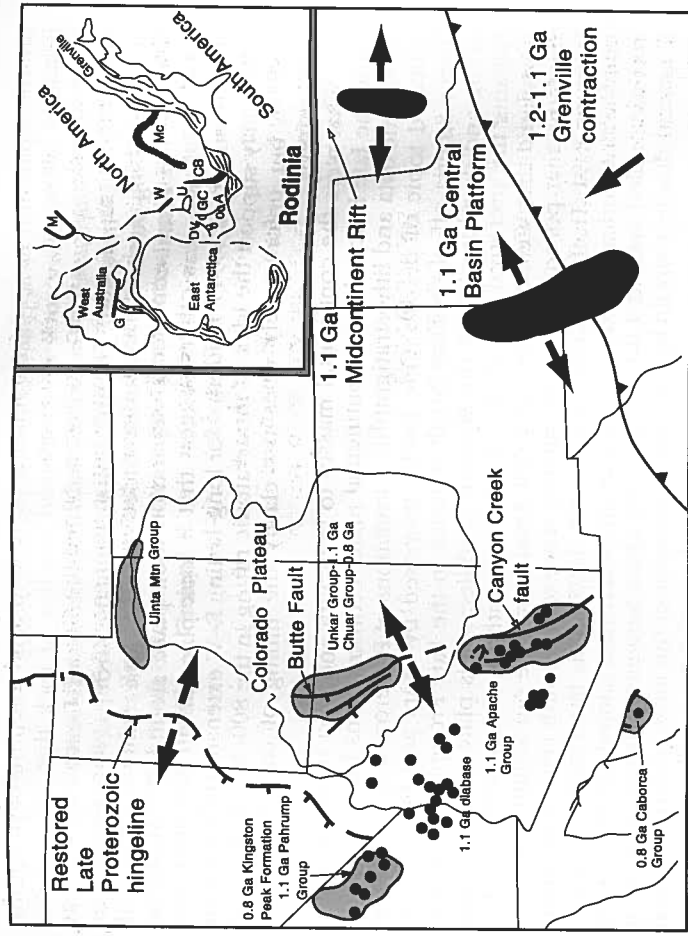 Restored
Late
Proterozoic
hingeline
Uinta Mtn Group
Colorado Plateau
Butte Fault
Unkar Group-1.1 Ga
Chuar Group-0.8 Ga
0.8 Ga Kingston
Peak Formation
1.1 Ga Pahrump
Group
1.1 Ga diabase
1.1 Ga Apache
Group
Canyon Creek
fault
0.8 Ga Caborca
Group
1.1 Ga
Midcontinent Rift
1.1 Ga Central
Basin Platform
1.2-1.1 Ga
Grenville
contraction
North America
South America
Grenville
Mc
M
W
U
CB
GC
DV
A
West
Australia
G
East
Antarctica
Rodinia